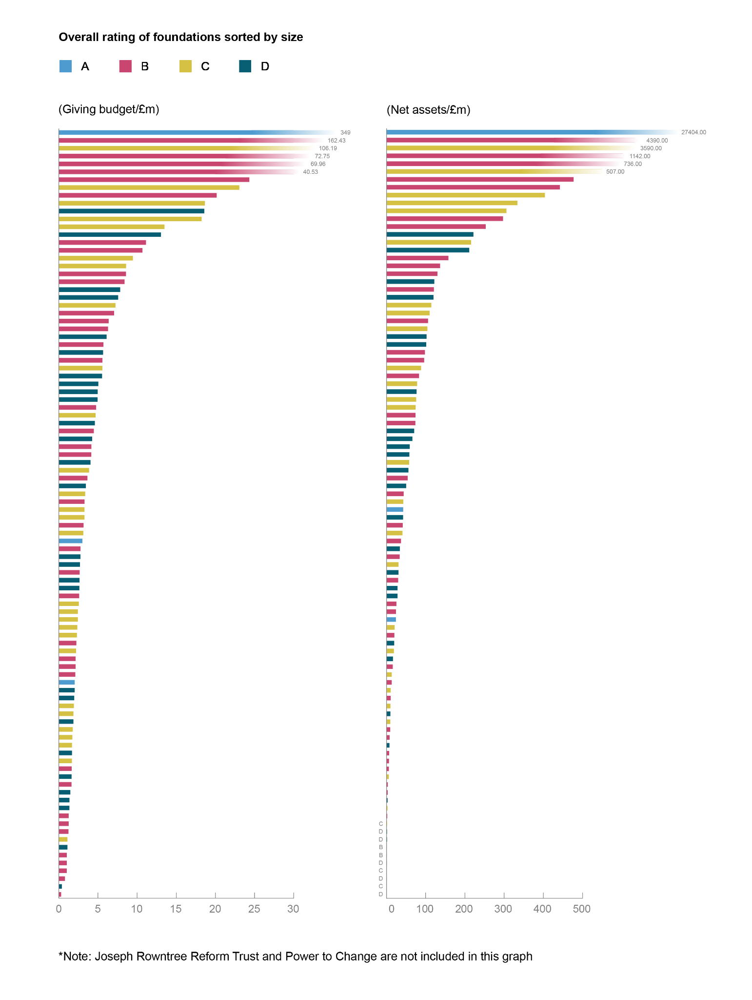 Overall rating of foundations sorted by size
A B C D
(Giving budget/£m)
349
162.43
106.19
72.75
69.96
40.53
0 5 10 15 20 25 30
(Net assets/£m)
27404.00
4390.00
3590.00
1142.00
736.00
507.00
C
D
D
B
B
D
C
D
C
D
0 100 200 300 400 500
*Note: Joseph Rowntree Reform Trust and Power to Change are not included in this graph